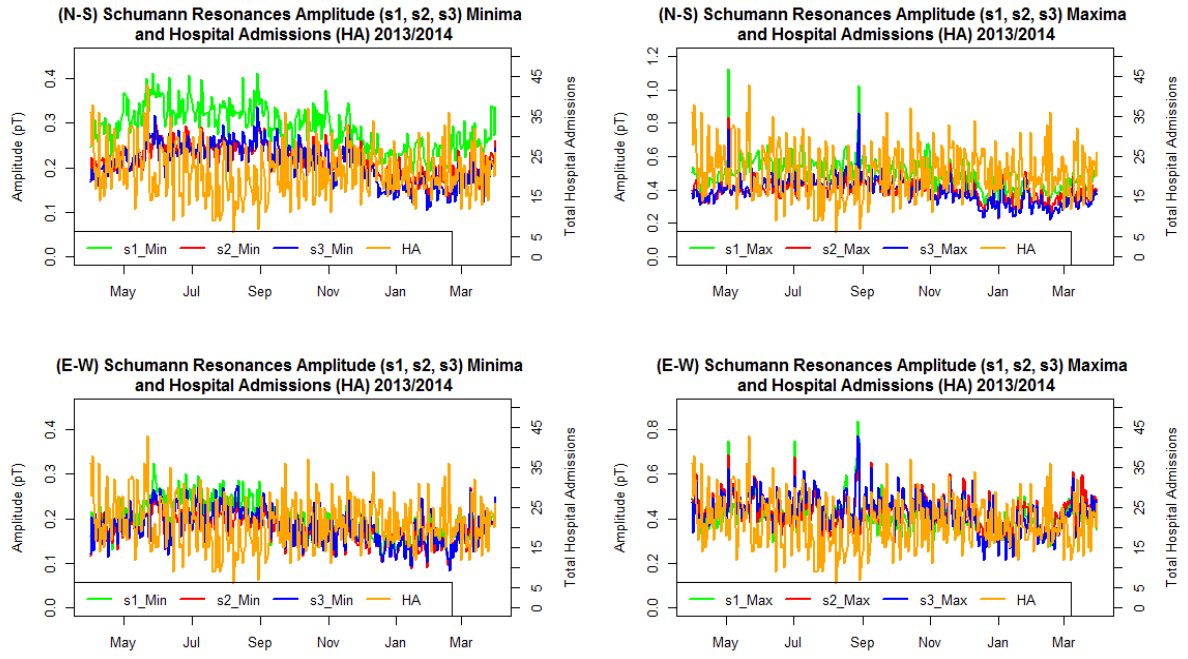 (N-S) Schumann Resonances Amplitude (s1, s2, s3) Minima
and Hospital Admissions (HA) 2013/2014
Amplitude (pT)
0.0
0.1
0.2
0.3
0.4
Total Hospital Admissions
0
5
15
25
35
45
s1_Min
s2_Min
s3_Min
HA
May
Jul
Sep
Nov
Jan
Mar
(N-S) Schumann Resonances Amplitude (s1, s2, s3) Maxima
and Hospital Admissions (HA) 2013/2014
Amplitude (pT)
0.0
0.2
0.4
0.6
0.8
1.0
1.2
Total Hospital Admissions
0
5
15
25
35
45
s1_Max
s2_Max
s3_Max
HA
May
Jul
Sep
Nov
Jan
Mar
(E-W) Schumann Resonances Amplitude (s1, s2, s3) Minima
and Hospital Admissions (HA) 2013/2014
Amplitude (pT)
0.0
0.1
0.2
0.3
0.4
Total Hospital Admissions
0
5
15
25
35
45
s1_Min
s2_Min
s3_Min
HA
May
Jul
Sep
Nov
Jan
Mar
(E-W) Schumann Resonances Amplitude (s1, s2, s3) Maxima
and Hospital Admissions (HA) 2013/2014
Amplitude (pT)
0.0
0.2
0.4
0.6
0.8
Total Hospital Admissions
0
5
15
25
35
45
s1_Max
s2_Max
s3_Max
HA
May
Jul
Sep
Nov
Jan
Mar